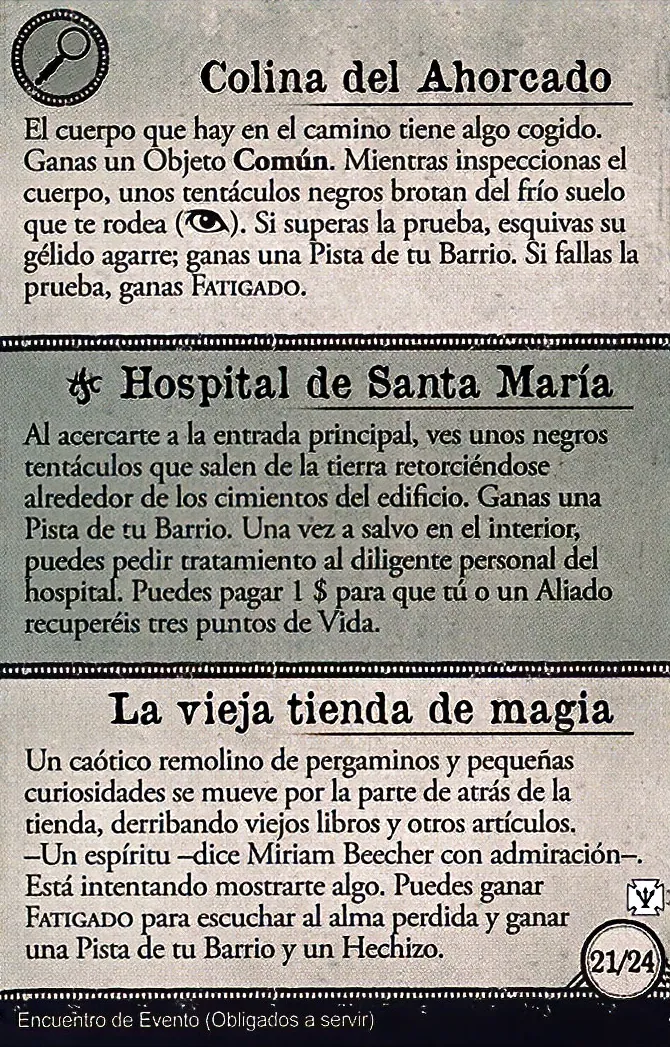 Colina del Ahorcado
El cuerpo que hay en el camino tiene algo cogido.
Ganas un Objeto Común. Mientras inspeccionas el
cuerpo, unos tentáculos negros brotan del frío suelo
que te rodea (). Si superas la prueba, esquivas su
gélido agarre; ganas una Pista de tu Barrio. Si fallas la
prueba, ganas FATIGADO.
Hospital de Santa María
Al acercarte a la entrada principal, ves unos negros
tentáculos que salen de la tierra retorciéndose
alrededor de los cimientos del edificio. Ganas una
Pista de tu Barrio. Una vez a salvo en el interior,
puedes pedir tratamiento al diligente personal del
hospital. Puedes pagar 1 $ para que tú o un Aliado
recuperéis tres puntos de Vida.
La vieja tienda de magia
Un caótico remolino de pergaminos y pequeñas
curiosidades se mueve por la parte de atrás de la
tienda, derribando viejos libros y otros artículos.
–Un espíritu –dice Miriam Beecher con admiración–.
Está intentando mostrarte algo. Puedes ganar
FATIGADO para escuchar al alma perdida y ganar
una Pista de tu Barrio y un Hechizo.
21/24
Encuentro de Evento (Obligados a servir)